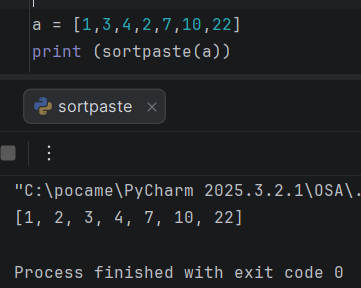 a = [1,3,4,2,7,10,22]
print (sortpaste(a))
sortpaste
"C:\pocame\PyCharm 2025.3.2.1\OSA\.
[1, 2, 3, 4, 7, 10, 22]
Process finished with exit code 0